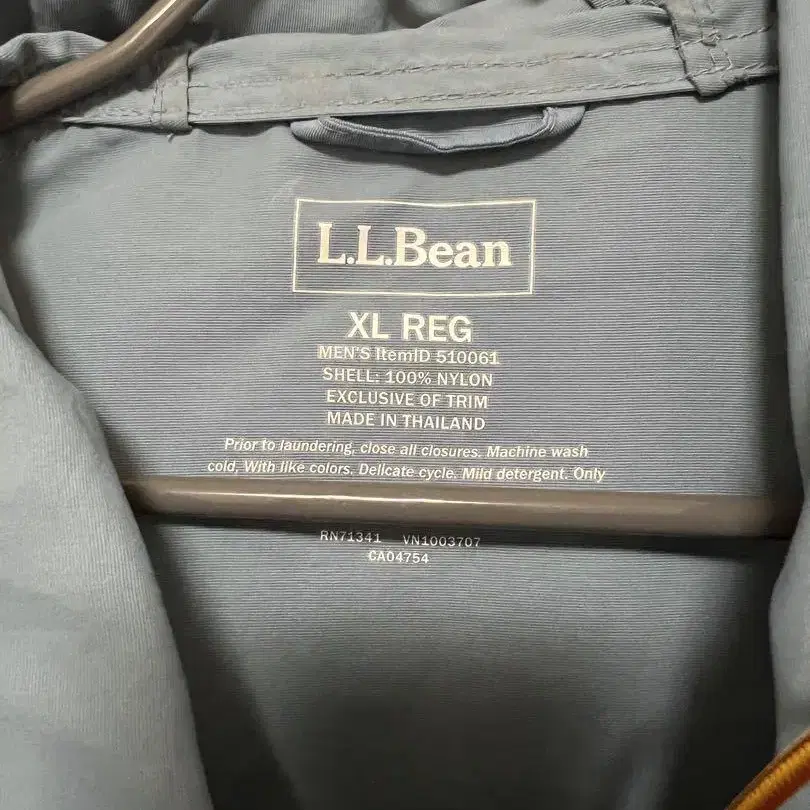 L.L.Bean
XL REG
MEN'S ItemID 510061
SHELL: 100% NYLON
EXCLUSIVE OF TRIM
MADE IN THAILAND
Prior to laundering, close all closures. Machine wash
cold, With like colors. Delicate cycle. Mild detergent. Only
RN71341 VN1003707
CA04754